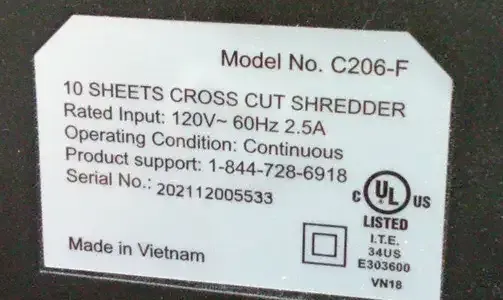 Model No. C206-F
10 SHEETS CROSS CUT SHREDDER
Rated Input: 120V~ 60Hz 2.5A
Operating Condition: Continuous
Product support: 1-844-728-6918
Serial No.: 202112005533
C UL US
LISTED
I.T.E.
34US
E303600
VN18
Made in Vietnam